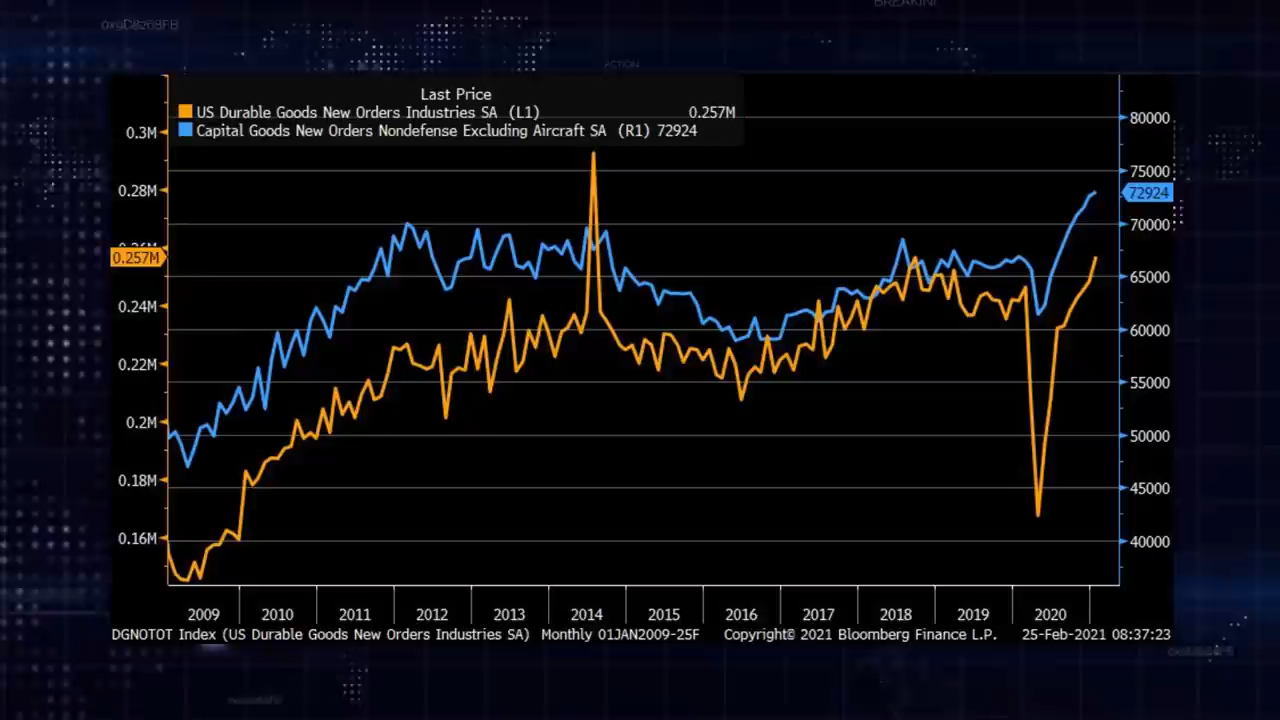 BREAKING
ACTION
Last Price
US Durable Goods New Orders Industries SA (L1) 0.257M
Capital Goods New Orders Nondefense Excluding Aircraft SA (R1) 72924
0.3M
0.28M
0.26M
0.257M
0.24M
0.22M
0.2M
0.18M
0.16M
80000
75000
72924
70000
65000
60000
55000
50000
45000
40000
2009 2010 2011 2012 2013 2014 2015 2016 2017 2018 2019 2020
DGNOTOT Index (US Durable Goods New Orders Industries SA) Monthly 01JAN2009-25F Copyright© 2021 Bloomberg Finance L.P. 25-Feb-2021 08:37:23